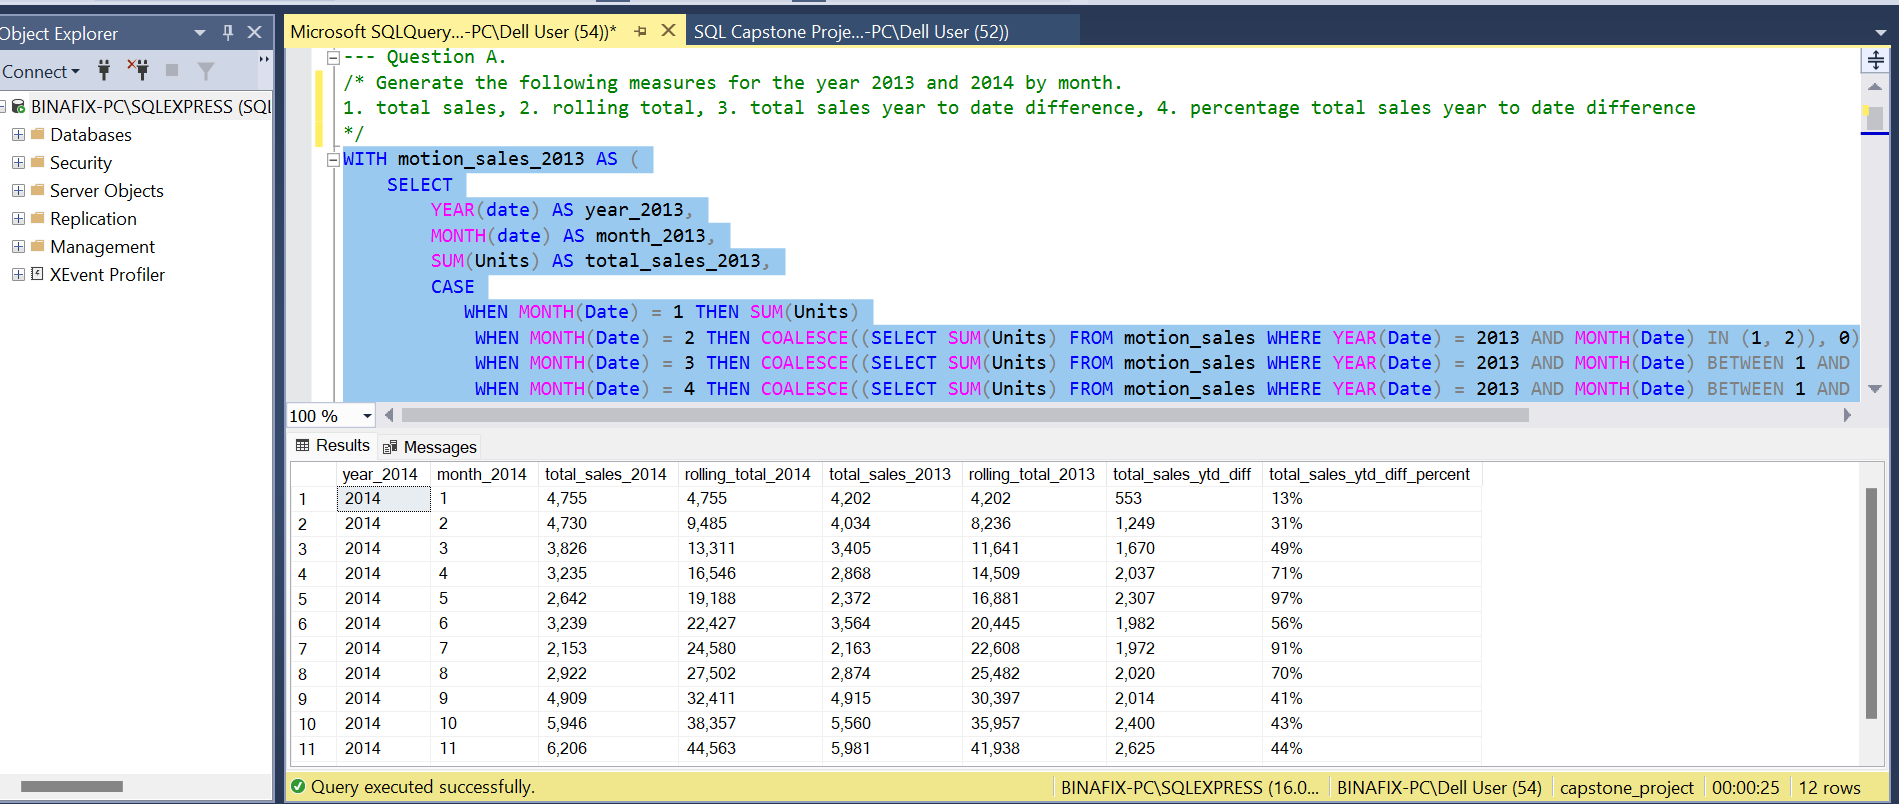 Object Explorer
Connect
BINAFIX-PC\SQLEXPRESS (SQL
Databases
Security
Server Objects
Replication
Management
XEvent Profiler
Microsoft SQLQuery...-PC\Dell User (54))* SQL Capstone Proje...-PC\Dell User (52))
--- Question A.
/* Generate the following measures for the year 2013 and 2014 by month.
1. total sales, 2. rolling total, 3. total sales year to date difference, 4. percentage total sales year to date difference
*/
WITH motion_sales_2013 AS (
SELECT
YEAR(date) AS year_2013,
MONTH(date) AS month_2013,
SUM(Units) AS total_sales_2013,
CASE
WHEN MONTH(Date) = 1 THEN SUM(Units)
WHEN MONTH(Date) = 2 THEN COALESCE((SELECT SUM(Units) FROM motion_sales WHERE YEAR(Date) = 2013 AND MONTH(Date) IN (1, 2)), 0)
WHEN MONTH(Date) = 3 THEN COALESCE((SELECT SUM(Units) FROM motion_sales WHERE YEAR(Date) = 2013 AND MONTH(Date) BETWEEN 1 AND
WHEN MONTH(Date) = 4 THEN COALESCE((SELECT SUM(Units) FROM motion_sales WHERE YEAR(Date) = 2013 AND MONTH(Date) BETWEEN 1 AND
100 %
Results Messages
year_2014 month_2014 total_sales_2014 rolling_total_2014 total_sales_2013 rolling_total_2013 total_sales_ytd_diff total_sales_ytd_diff_percent
1 2014 1 4,755 4,755 4,202 4,202 553 13%
2 2014 2 4,730 9,485 4,034 8,236 1,249 31%
3 2014 3 3,826 13,311 3,405 11,641 1,670 49%
4 2014 4 3,235 16,546 2,868 14,509 2,037 71%
5 2014 5 2,642 19,188 2,372 16,881 2,307 97%
6 2014 6 3,239 22,427 3,564 20,445 1,982 56%
7 2014 7 2,153 24,580 2,163 22,608 1,972 91%
8 2014 8 2,922 27,502 2,874 25,482 2,020 70%
9 2014 9 4,909 32,411 4,915 30,397 2,014 41%
10 2014 10 5,946 38,357 5,560 35,957 2,400 43%
11 2014 11 6,206 44,563 5,981 41,938 2,625 44%
Query executed successfully. BINAFIX-PC\SQLEXPRESS (16.0... BINAFIX-PC\Dell User (54) capstone_project 00:00:25 12 rows